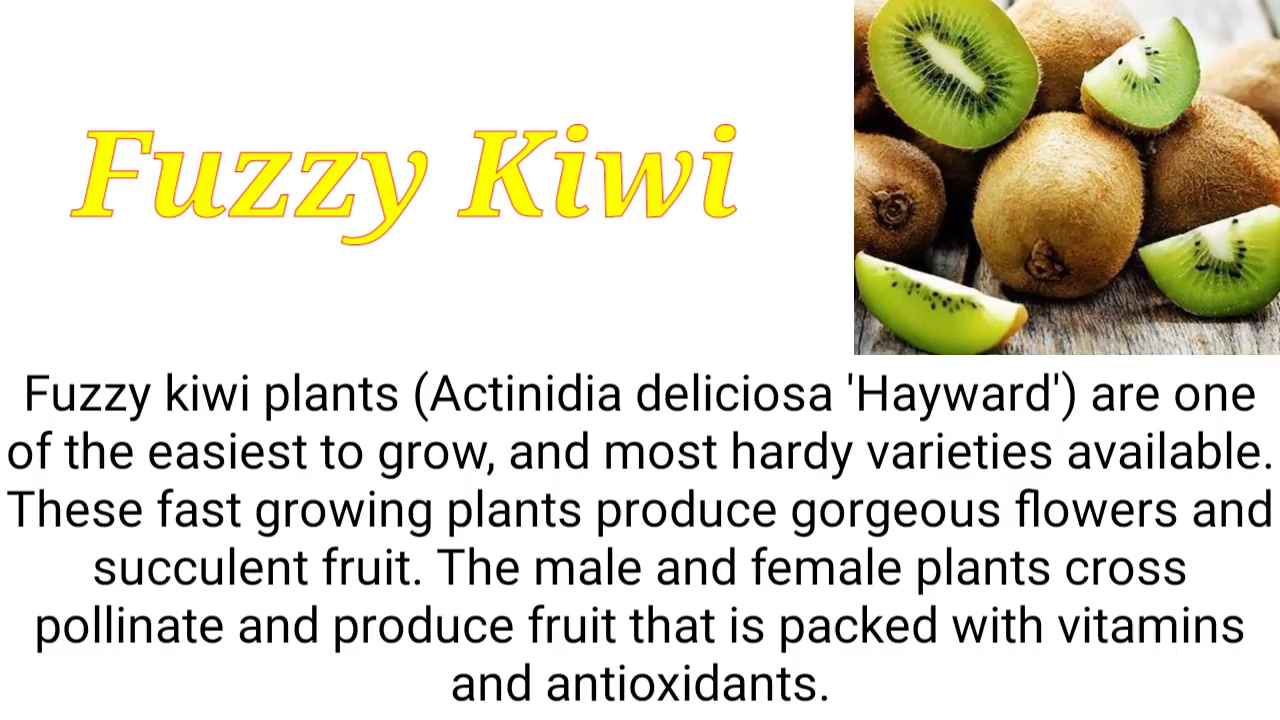 Fuzzy Kiwi
Fuzzy kiwi plants (Actinidia deliciosa 'Hayward') are one
of the easiest to grow, and most hardy varieties available.
These fast growing plants produce gorgeous flowers and
succulent fruit. The male and female plants cross
pollinate and produce fruit that is packed with vitamins
and antioxidants.